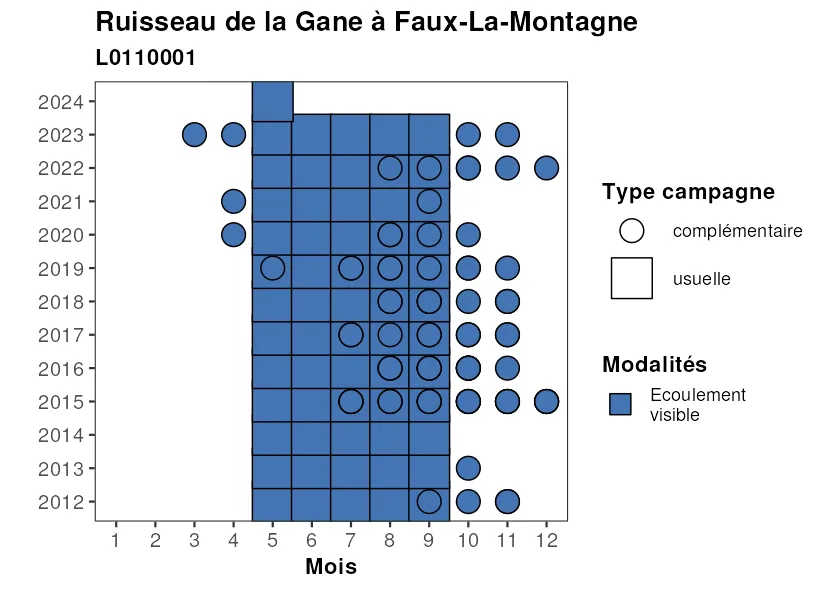 Ruisseau de la Gane à Faux-La-Montagne
L0110001
2024
2023
2022
2021
2020
2019
2018
2017
2016
2015
2014
2013
2012
1 2 3 4 5 6 7 8 9 10 11 12
Mois
Type campagne
complémentaire
usuelle
Modalités
Ecoulement
visible